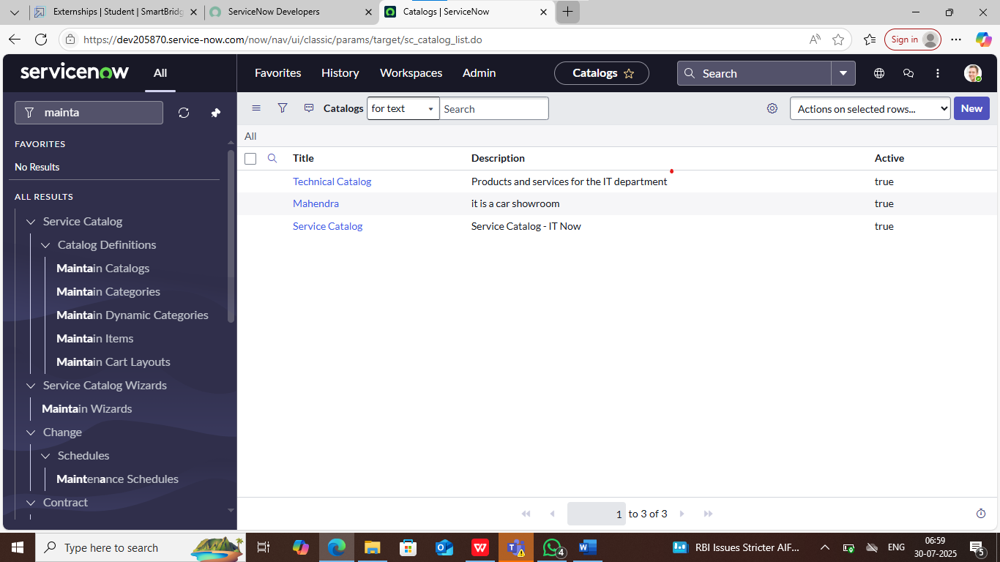 Externships | Student | SmartBridg
ServiceNow Developers
Catalogs | ServiceNow
https://dev205870.service-now.com/now/nav/ui/classic/params/target/sc_catalog_list.do
Sign in
servicenow
All
Favorites
History
Workspaces
Admin
Catalogs
Search
mainta
FAVORITES
No Results
ALL RESULTS
Service Catalog
Catalog Definitions
Maintain Catalogs
Maintain Categories
Maintain Dynamic Categories
Maintain Items
Maintain Cart Layouts
Service Catalog Wizards
Maintain Wizards
Change
Schedules
Maintenance Schedules
Contract
Catalogs
for text
Search
Actions on selected rows...
New
All
Title Description Active
Technical Catalog Products and services for the IT department true
Mahendra it is a car showroom true
Service Catalog Service Catalog - IT Now true
1 to 3 of 3
Type here to search
4
RBI Issues Stricter AIF...
ENG
06:59
30-07-2025
5